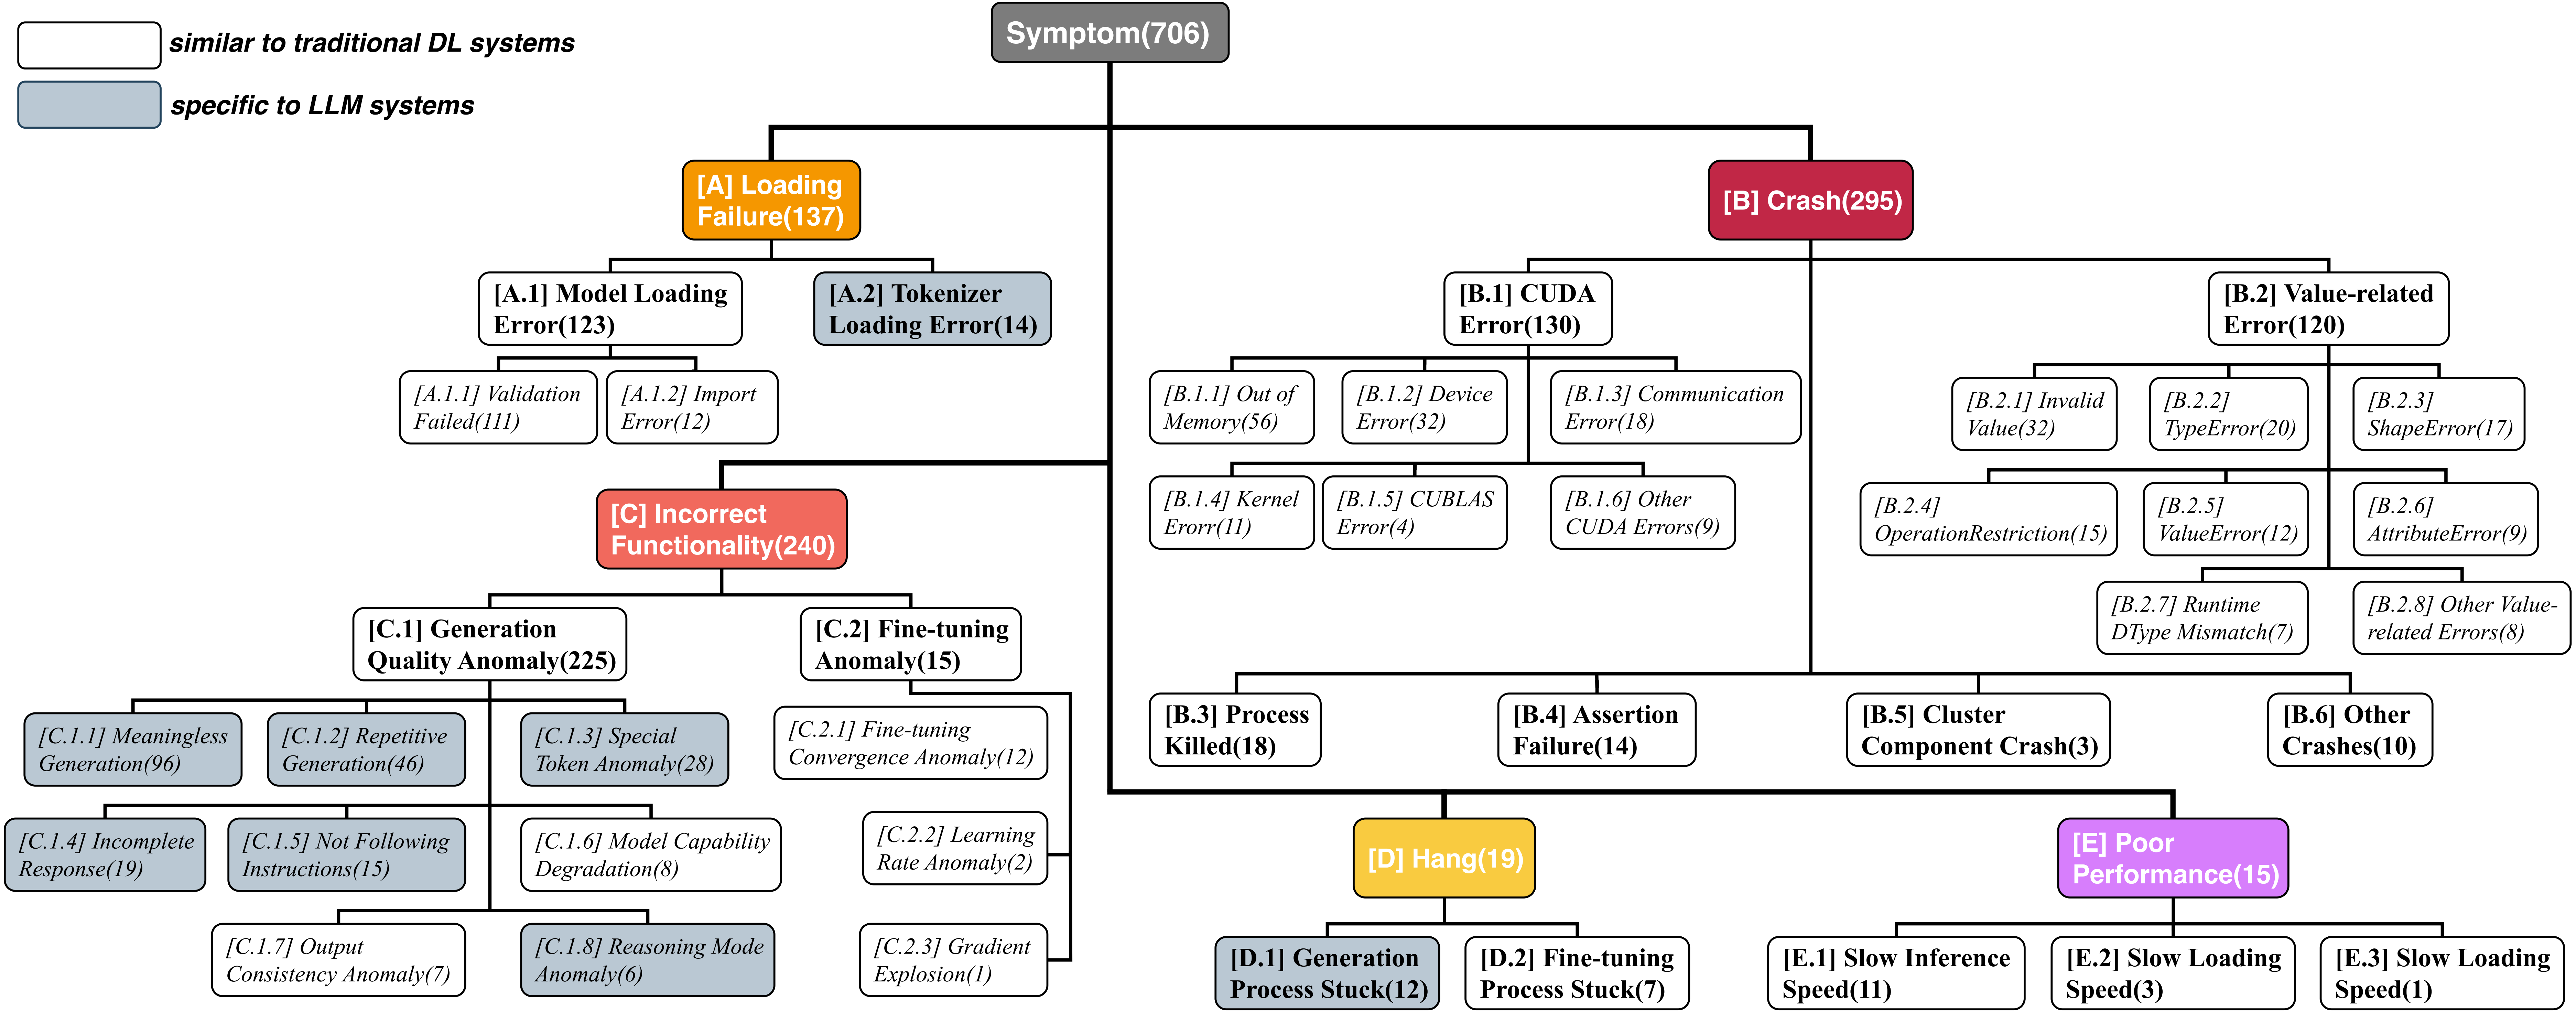 similar to traditional DL systems
specific to LLM systems
Symptom(706)
[A] Loading
Failure(137)
[B] Crash(295)
[A.1] Model Loading
Error(123)
[A.2] Tokenizer
Loading Error(14)
[B.1] CUDA
Error(130)
[B.2] Value-related
Error(120)
[A.1.1] Validation
Failed(111)
[A.1.2] Import
Error(12)
[B.1.1] Out of
Memory(56)
[B.1.2] Device
Error(32)
[B.1.3] Communication
Error(18)
[B.2.1] Invalid
Value(32)
[B.2.2]
TypeError(20)
[B.2.3]
ShapeError(17)
[B.1.4] Kernel
Erorr(11)
[B.1.5] CUBLAS
Error(4)
[B.1.6] Other
CUDA Errors(9)
[B.2.4]
OperationRestriction(15)
[B.2.5]
ValueError(12)
[B.2.6]
AttributeError(9)
[B.2.7] Runtime
DType Mismatch(7)
[B.2.8] Other Value-
related Errors(8)
[B.3] Process
Killed(18)
[B.4] Assertion
Failure(14)
[B.5] Cluster
Component Crash(3)
[B.6] Other
Crashes(10)
[C] Incorrect
Functionality(240)
[C.1] Generation
Quality Anomaly(225)
[C.2] Fine-tuning
Anomaly(15)
[C.1.1] Meaningless
Generation(96)
[C.1.2] Repetitive
Generation(46)
[C.1.3] Special
Token Anomaly(28)
[C.2.1] Fine-tuning
Convergence Anomaly(12)
[C.1.4] Incomplete
Response(19)
[C.1.5] Not Following
Instructions(15)
[C.1.6] Model Capability
Degradation(8)
[C.2.2] Learning
Rate Anomaly(2)
[C.1.7] Output
Consistency Anomaly(7)
[C.1.8] Reasoning Mode
Anomaly(6)
[C.2.3] Gradient
Explosion(1)
[D] Hang(19)
[E] Poor
Performance(15)
[D.1] Generation
Process Stuck(12)
[D.2] Fine-tuning
Process Stuck(7)
[E.1] Slow Inference
Speed(11)
[E.2] Slow Loading
Speed(3)
[E.3] Slow Loading
Speed(1)